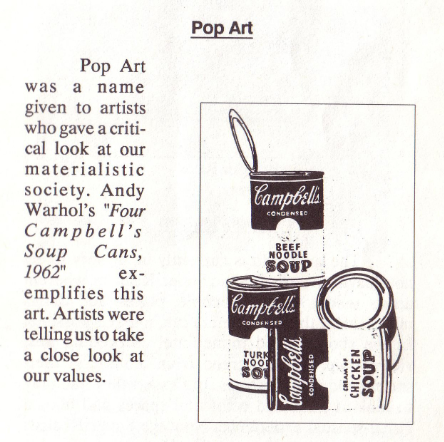 Pop Art
Pop Art
was a name
given to artists
who gave a criti-
cal look at our
materialistic
society. Andy
Warhol's "Four
Campbell's
Soup Cans,
1962" ex-
emplifies this
art. Artists were
telling us to take
a close look at
our values.
Campbell's
CONDENSED
BEEF
NOODLE
SOUP
Campbell's
CONDENSED
TURK
NOOD
SOU
Campbell's
CONDENSED
CREAM OF
CHICKEN
SOUP